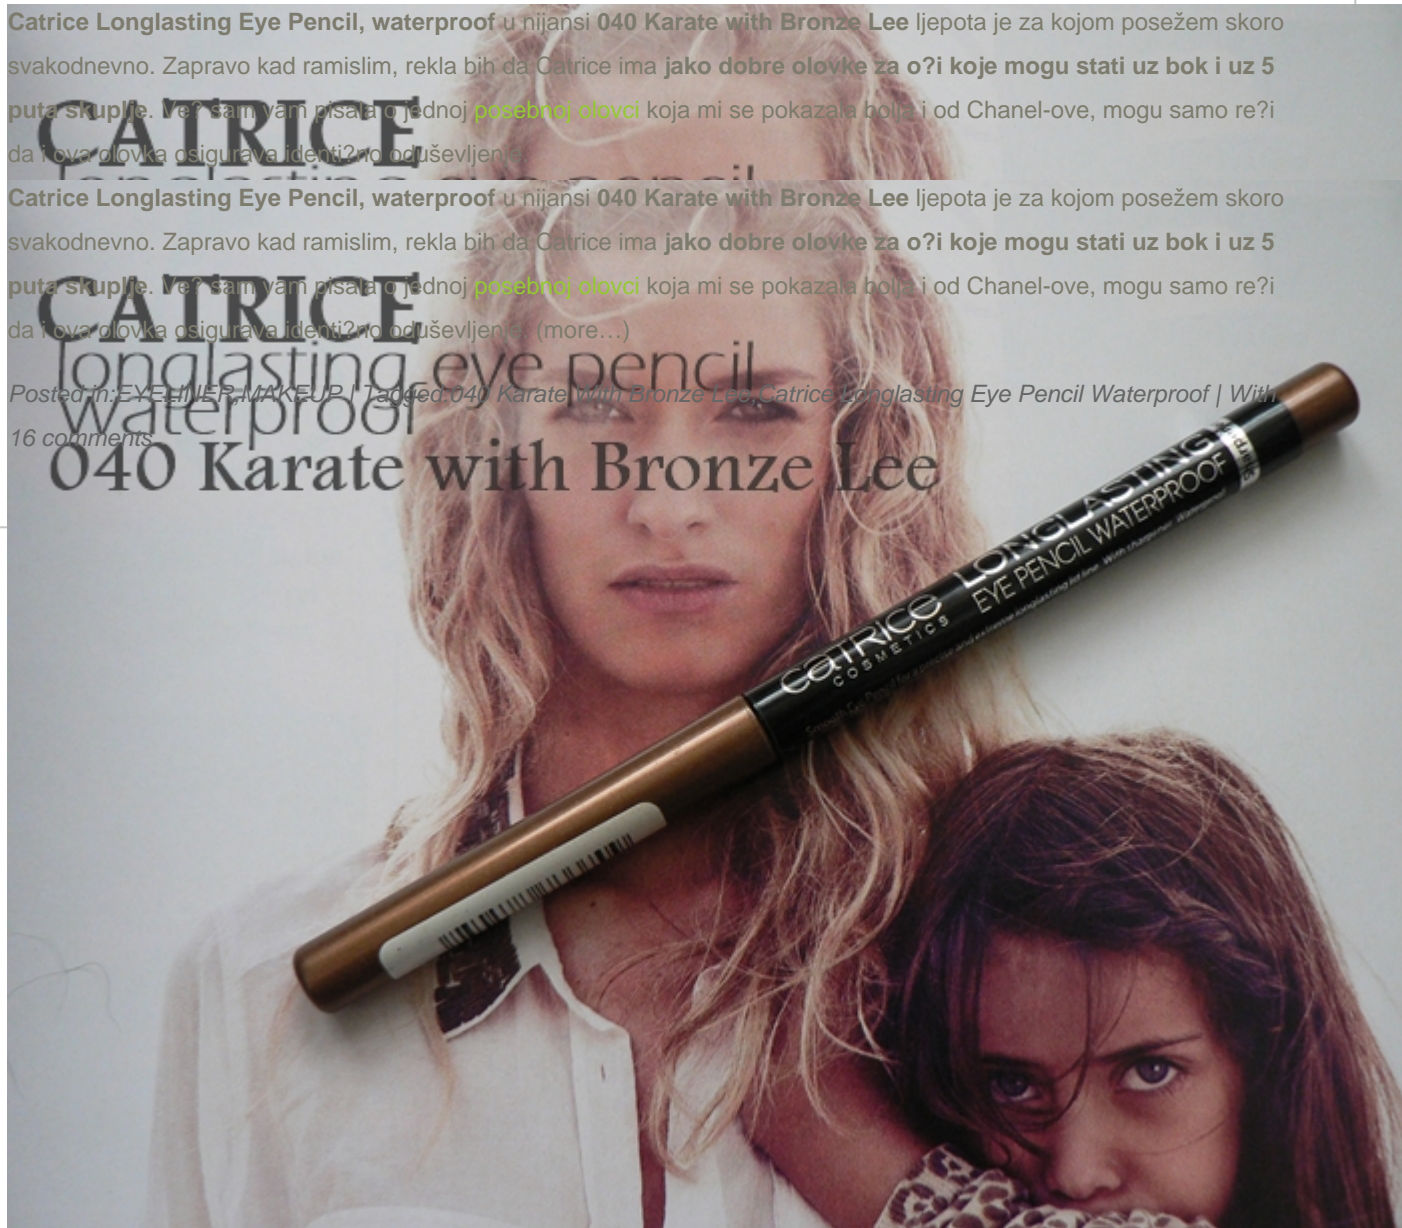 Catrice Longlasting Eye Pencil, waterproof u nijansi 040 Karate with Bronze Lee ljepota je za kojom posežem skoro
svakodnevno. Zapravo kad ramislim, rekla bih da Catrice ima jako dobre olovke za o?i koje mogu stati uz bok i uz 5
puta skuplje. Ve? sam vam pisala o jednoj posebnoj olovci koja mi se pokazala bolja i od Chanel-ove, mogu samo re?i
da i ova olovka osigurava identi?no oduševljenje.
CATRICE
longlasting eye pencil
Catrice Longlasting Eye Pencil, waterproof u nijansi 040 Karate with Bronze Lee ljepota je za kojom posežem skoro
svakodnevno. Zapravo kad ramislim, rekla bih da Catrice ima jako dobre olovke za o?i koje mogu stati uz bok i uz 5
puta skuplje. Ve? sam vam pisala o jednoj posebnoj olovci koja mi se pokazala bolja i od Chanel-ove, mogu samo re?i
da i ova olovka osigurava identi?no oduševljenje. (more…)
CATRICE
longlasting eye pencil
waterproof
040 Karate with Bronze Lee
Posted in:EYELINER,MAKEUP | Tagged:040 Karate With Bronze Lee,Catrice Longlasting Eye Pencil Waterproof | With
16 comments
CATRICE
COSMETICS
LONGLASTING
EYE PENCIL WATERPROOF